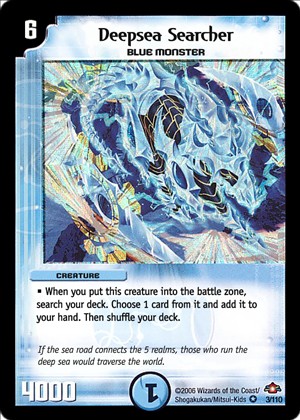 6
Deepsea Searcher
BLUE MONSTER
CREATURE
▪ When you put this creature into the battle zone,
search your deck. Choose 1 card from it and add it to
your hand. Then shuffle your deck.
If the sea road connects the 5 realms, those who run the
deep sea would traverse the world.
4000
1
©2006 Wizards of the Coast/
Shogakukan/Mitsui-Kids
3/110